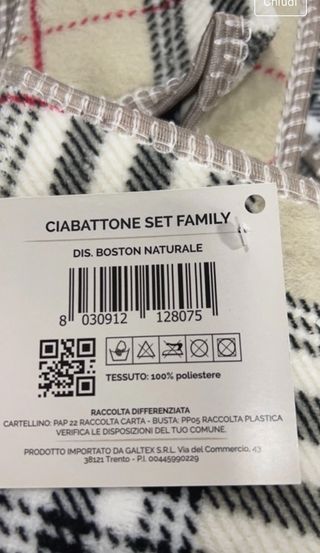 Chiudi
CIABATTONE SET FAMILY
DIS. BOSTON NATURALE
8 030912 128075
TESSUTO: 100% poliestere
RACCOLTA DIFFERENZIATA
CARTELLINO: PAP 22 RACCOLTA CARTA - BUSTA: PP05 RACCOLTA PLASTICA
VERIFICA LE DISPOSIZIONI DEL TUO COMUNE.
PRODOTTO IMPORTATO DA GALTEX S.R.L. Via del Commercio, 43
38121 Trento - P.I. 00445990229